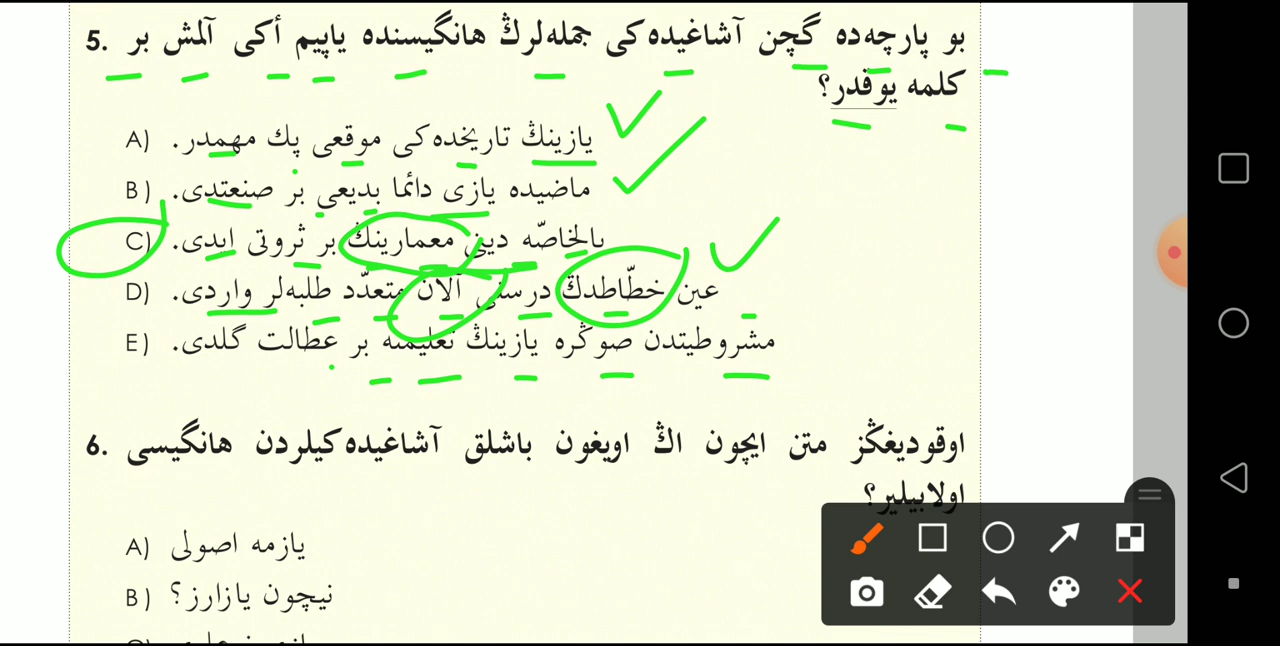 5. بو پارچه‌ده گچن آشاغیده‌کی جمله‌لرڭ هانگیسنده یاپیم أکی آلمش بر
کلمه یوقدر؟
A) یازینڭ تاریخده‌کی موقعی پك مهمدر.
B) ماضیده یازی دائما بدیعی بر صنعتدی.
C) بالخاصّه دینی معمارینڭ بر ثروتی ایدی.
D) عین خطّاطدڭ درسنی آلان متعدّد طلبه‌لر واردی.
E) مشروطیتدن صوڭره یازینڭ تعلیمنه بر عطالت گلدی.
6. اوقودیغڭز متن ایچون اڭ اویغون باشلق آشاغیده‌کیلردن هانگیسی
اولابیلیر؟
A) یازمه اصولی
B) نیچون یازارز؟